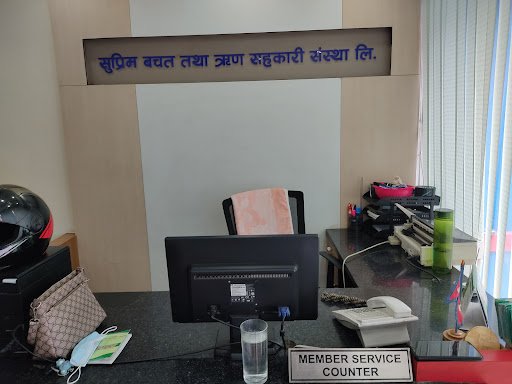 सुप्रिम बचत तथा ऋण सहकारी संस्था लि.
MEMBER SERVICE
COUNTER